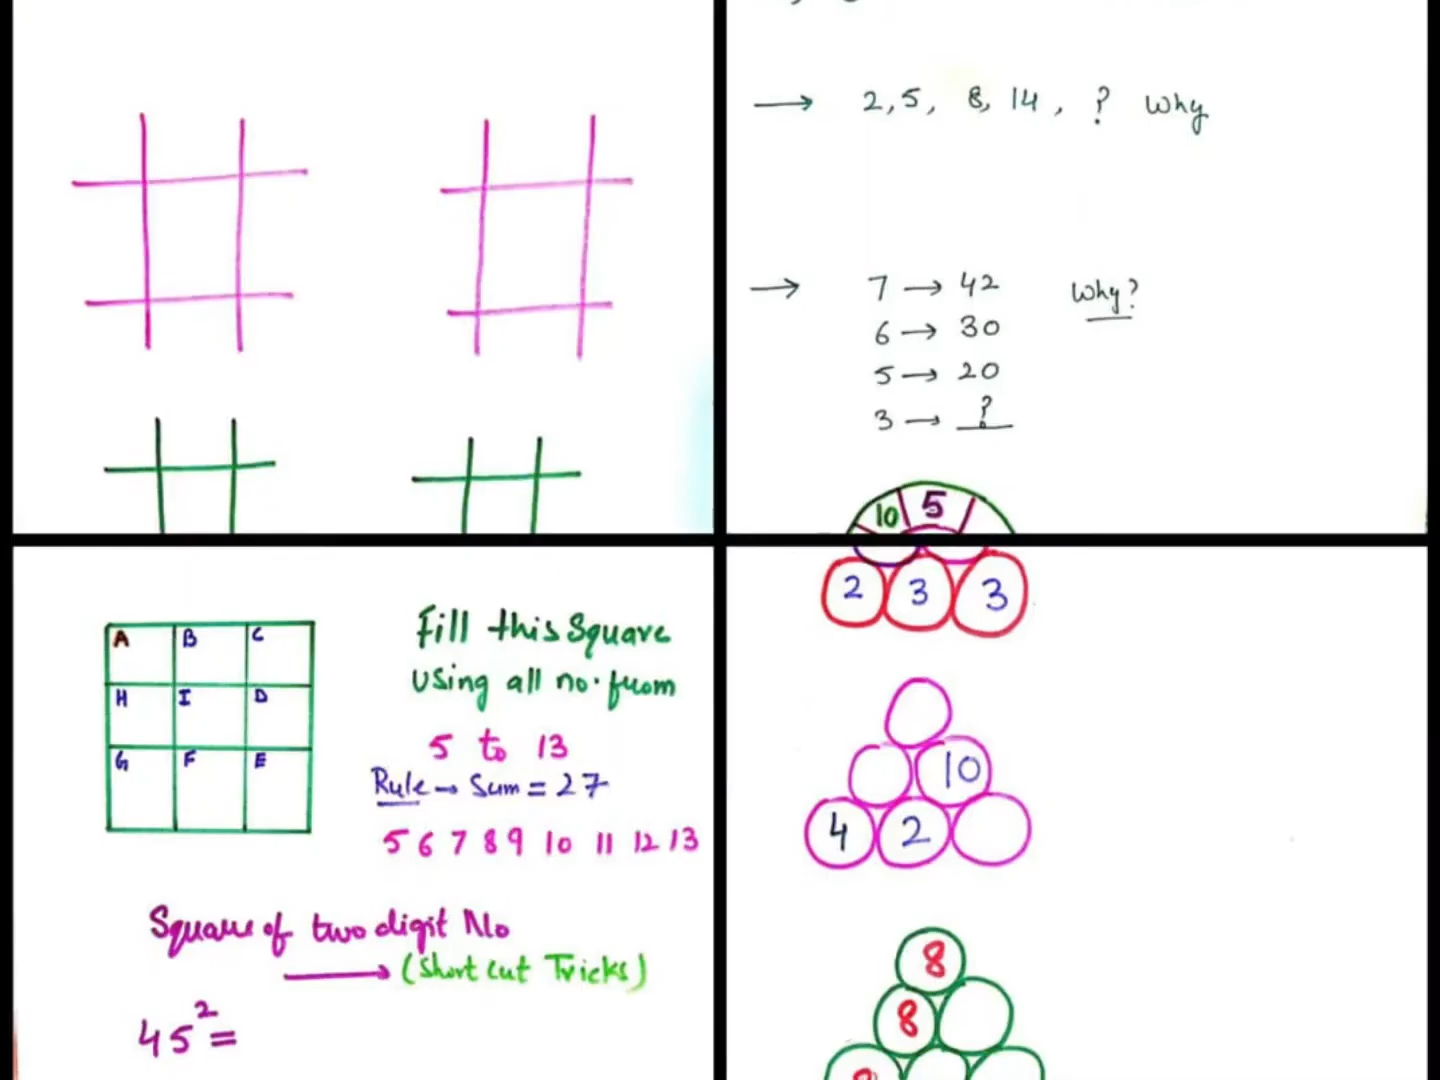 2, 5, 8, 14, ? Why
7 → 42 Why?
6 → 30
5 → 20
3 → ?
10 5
A B C
H I D
G F E
Fill this Square
using all no. from
5 to 13
Rule → Sum = 27
5 6 7 8 9 10 11 12 13
Square of two digit No
→ (Short cut Tricks)
45²=
2 3 3
10
4 2
8
8